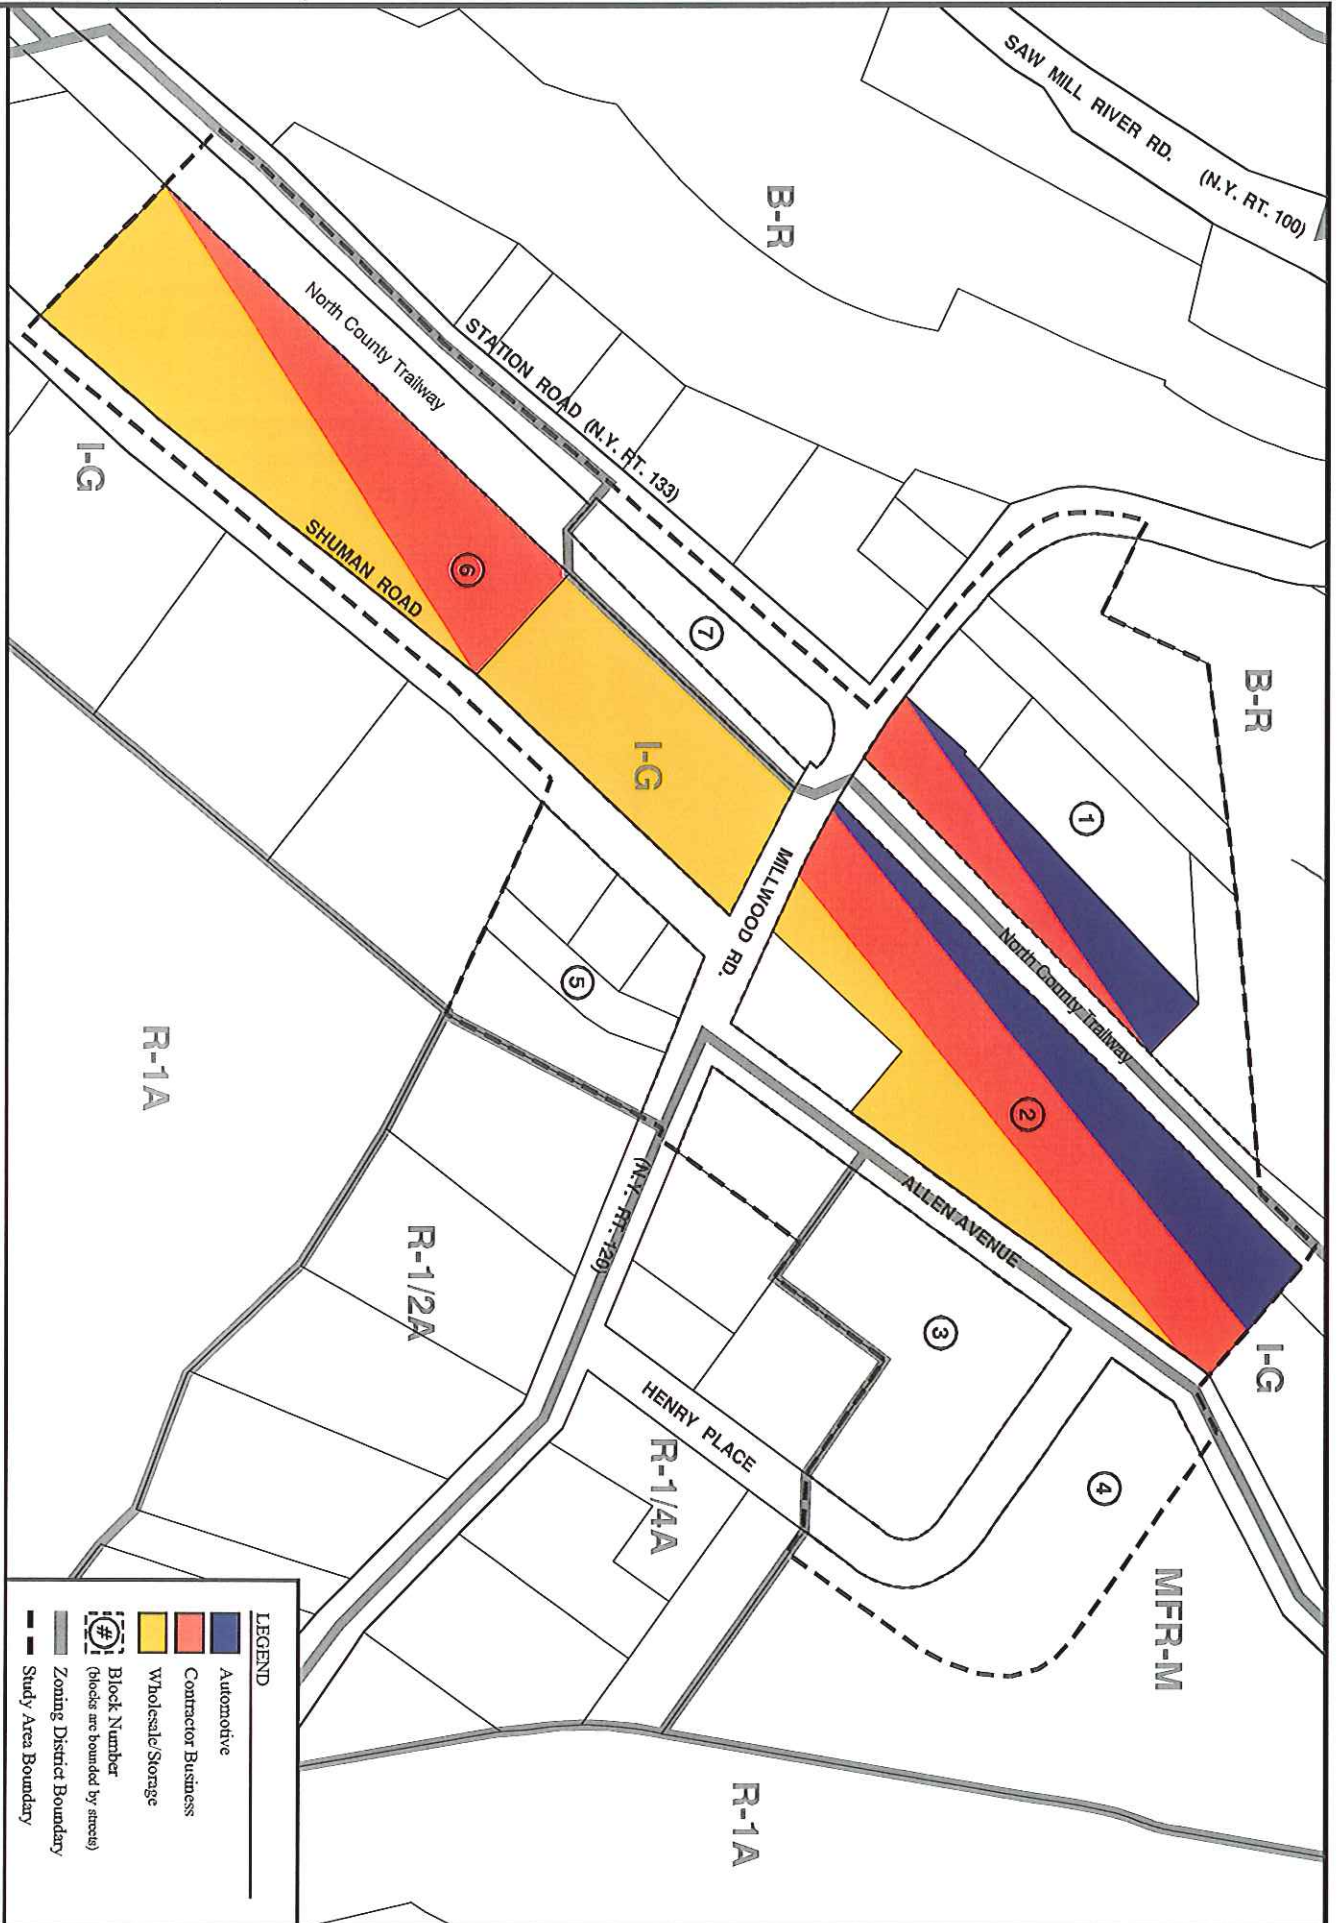 SAW MILL RIVER RD.
(N.Y. RT. 100)
B-R
North County Trailway
STATION ROAD (N.Y. RT. 133)
I-G
SHUMAN ROAD
6
7
I-G
B-R
1
MILLWOOD RD.
North County Trailway
5
2
R-1A
(N.Y. RT. 120)
ALLEN AVENUE
R-1/2A
3
I-G
HENRY PLACE
R-1/4A
4
MFR-M
R-1A
LEGEND
Automotive
Contractor Business
Wholesale/Storage
# Block Number
(blocks are bounded by streets)
Zoning District Boundary
Study Area Boundary